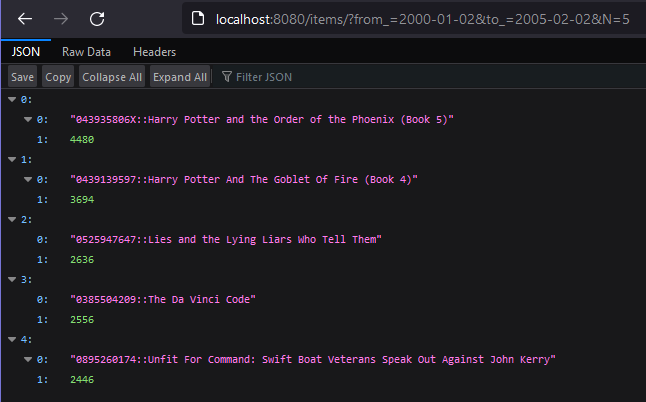 localhost:8080/items/?from_=2000-01-02&to_=2005-02-02&N=5
JSON Raw Data Headers
Save Copy Collapse All Expand All Filter JSON
0:
0: "043935806X::Harry Potter and the Order of the Phoenix (Book 5)"
1: 4480
1:
0: "0439139597::Harry Potter And The Goblet Of Fire (Book 4)"
1: 3694
2:
0: "0525947647::Lies and the Lying Liars Who Tell Them"
1: 2636
3:
0: "0385504209::The Da Vinci Code"
1: 2556
4:
0: "0895260174::Unfit For Command: Swift Boat Veterans Speak Out Against John Kerry"
1: 2446